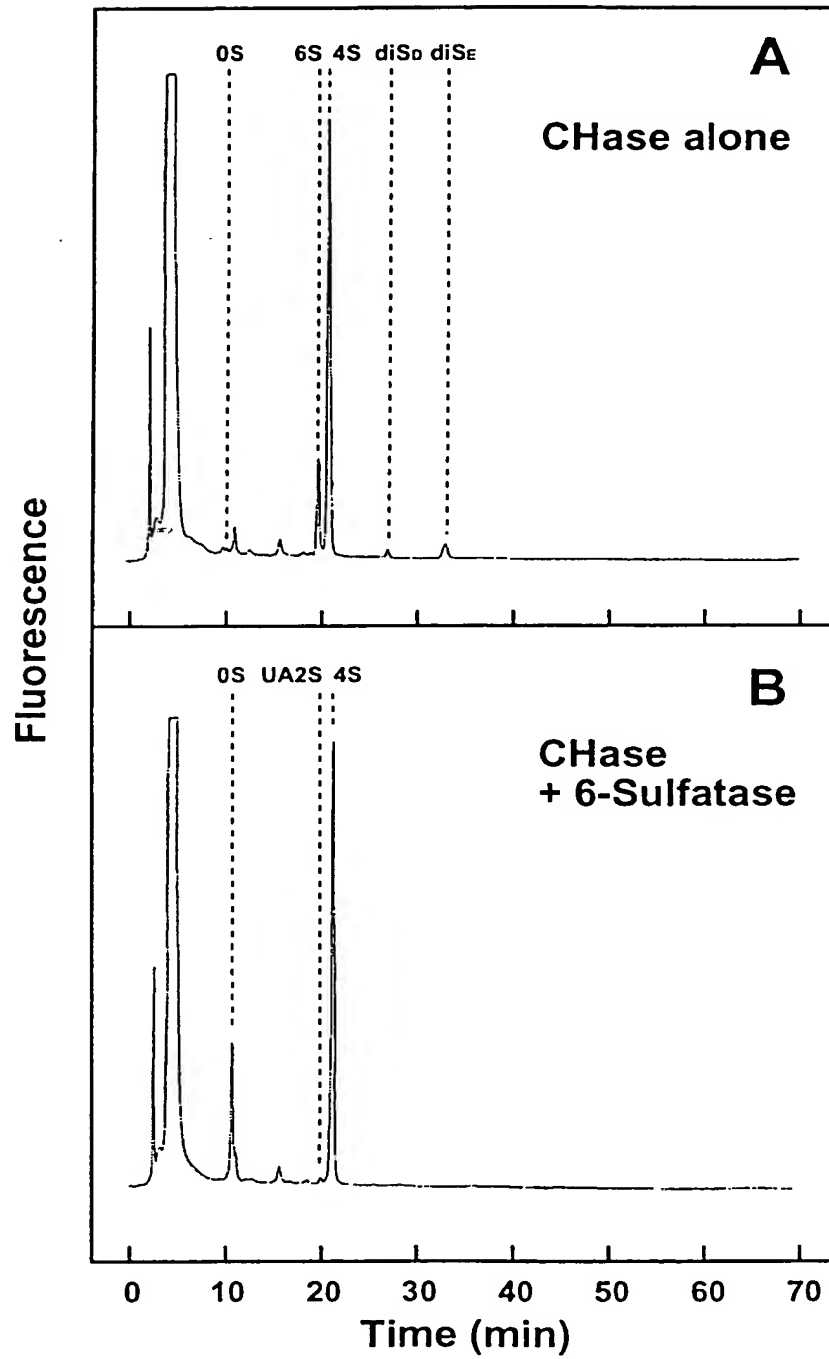 0S 6S 4S diSD diSE
A
CHase alone
0S UA2S 4S
B
CHase
+ 6-Sulfatase
Fluorescence
0 10 20 30 40 50 60 70
Time (min)